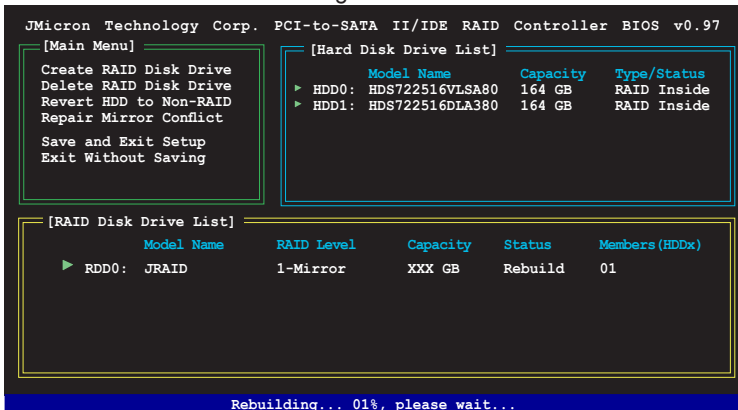 JMicron Technology Corp. PCI-to-SATA II/IDE RAID Controller BIOS v0.97
[Main Menu]
Create RAID Disk Drive
Delete RAID Disk Drive
Revert HDD to Non-RAID
Repair Mirror Conflict
Save and Exit Setup
Exit Without Saving
[Hard Disk Drive List]
Model Name Capacity Type/Status
HDD0: HDS722516VLSA80 164 GB RAID Inside
HDD1: HDS722516DLA380 164 GB RAID Inside
[RAID Disk Drive List]
Model Name RAID Level Capacity Status Members(HDDx)
RDD0: JRAID 1-Mirror XXX GB Rebuild 01
Rebuilding... 01%, please wait...